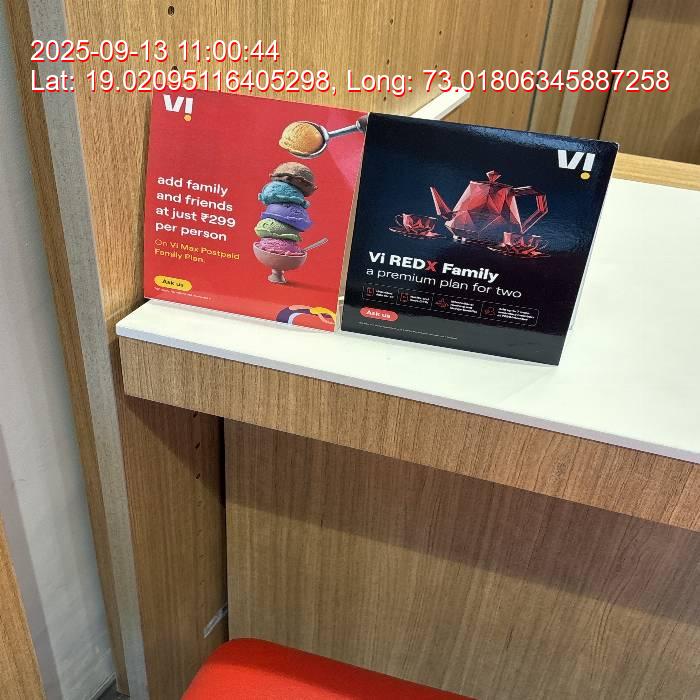 2025-09-13 11:00:44
Lat: 19.02095116405298, Long: 73.01806345887258
VI
add family
and friends
at just ₹299
per person
On Vi Max Postpaid
Family Plan.
Ask us
VI
Vi REDX Family
a premium plan for two
Ask us